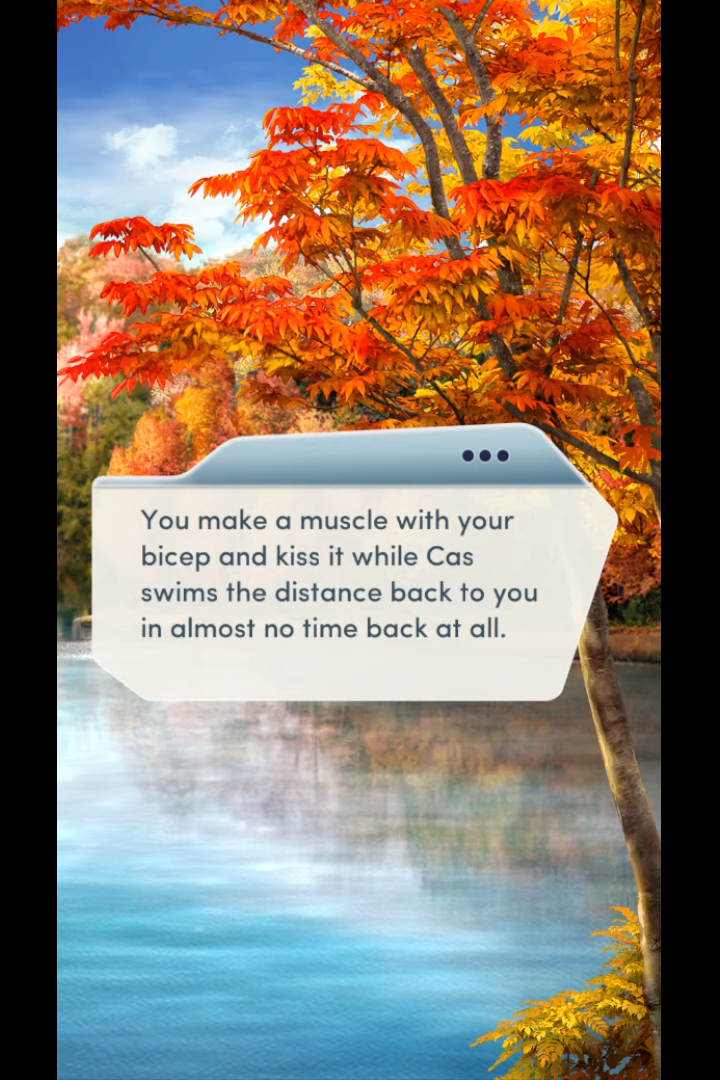 You make a muscle with your
bicep and kiss it while Cas
swims the distance back to you
in almost no time back at all.